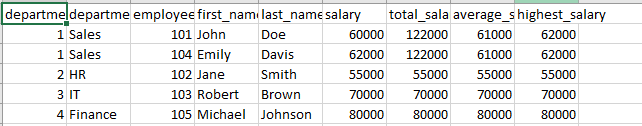 departme departme employee first_name last_name salary total_sala average_s highest_salary
1 Sales 101 John Doe 60000 122000 61000 62000
1 Sales 104 Emily Davis 62000 122000 61000 62000
2 HR 102 Jane Smith 55000 55000 55000 55000
3 IT 103 Robert Brown 70000 70000 70000 70000
4 Finance 105 Michael Johnson 80000 80000 80000 80000